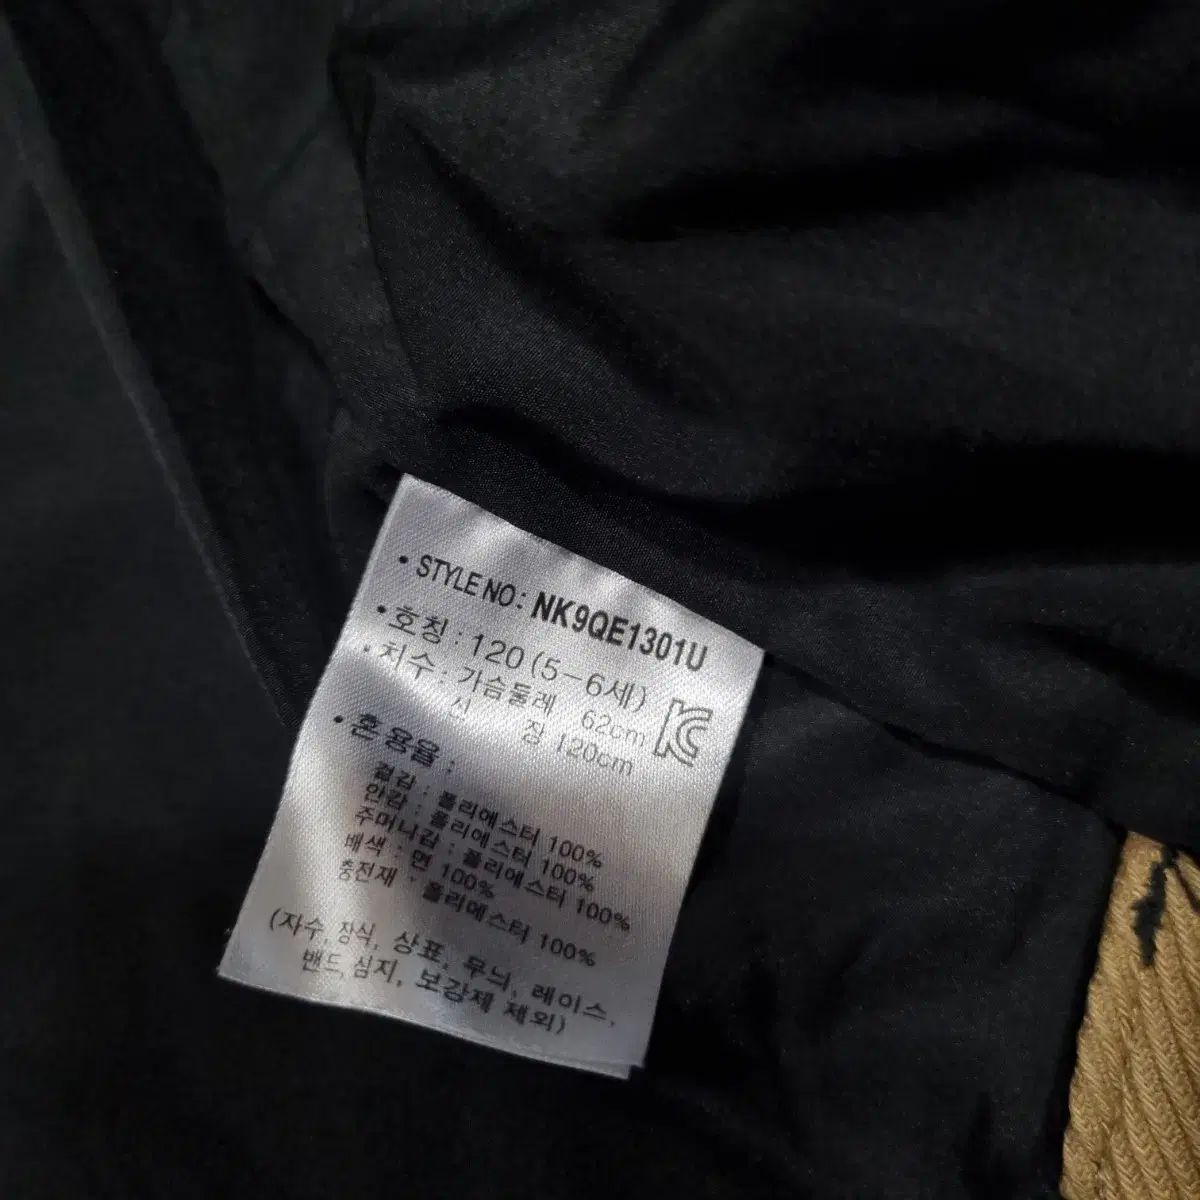 • STYLE NO: NK9QE1301U
• 호칭 : 120 (5-6세)
• 치수 : 가슴둘레 62cm
신 장 120cm
KC
• 혼용율 :
겉감 : 폴리에스터 100%
안감 : 폴리에스터 100%
주머니감 : 폴리에스터 100%
배색 : 면 100%
충전재 : 폴리에스터 100%
(자수, 장식, 상표, 무늬, 레이스,
밴드, 심지, 보강제 제외)